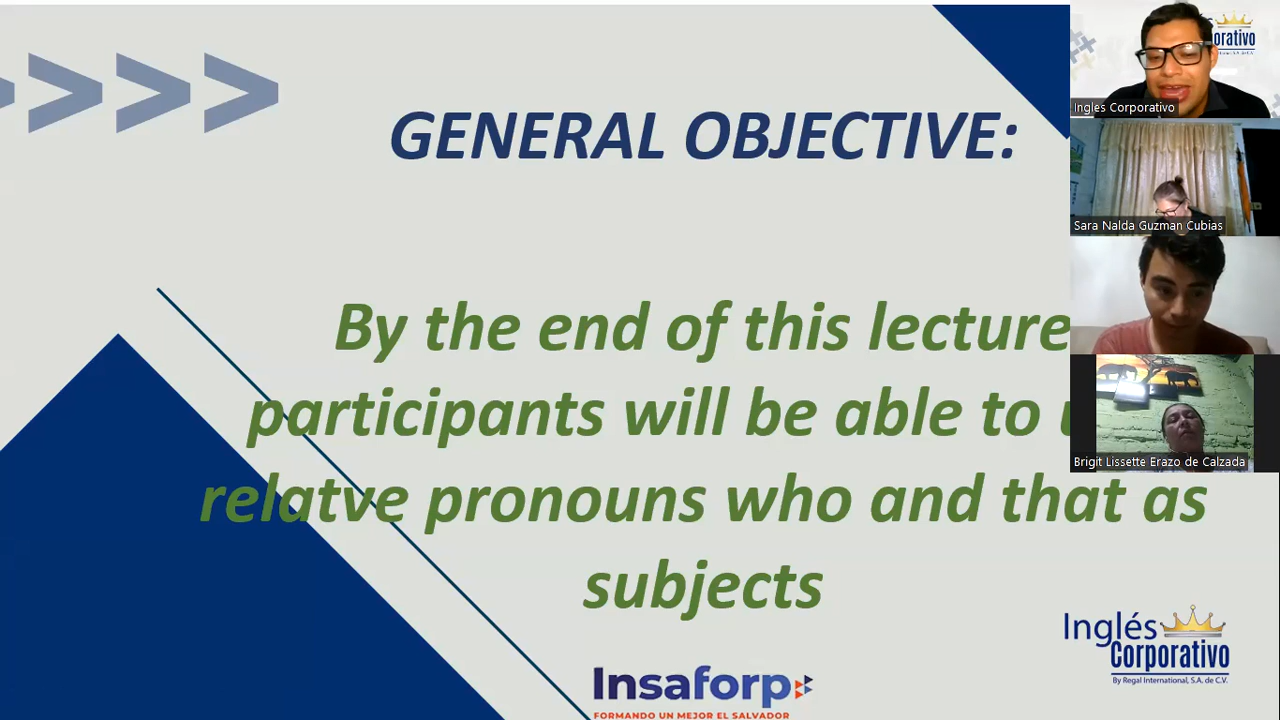 GENERAL OBJECTIVE:
By the end of this lecture
participants will be able to u
relatve pronouns who and that as
subjects
Insaforp
FORMANDO UN MEJOR EL SALVADOR
Inglés
Corporativo
By Regal International, S.A. de C.V.
orativo
Ingles Corporativo
Sara Nalda Guzman Cubias
Brigit Lissette Erazo de Calzada